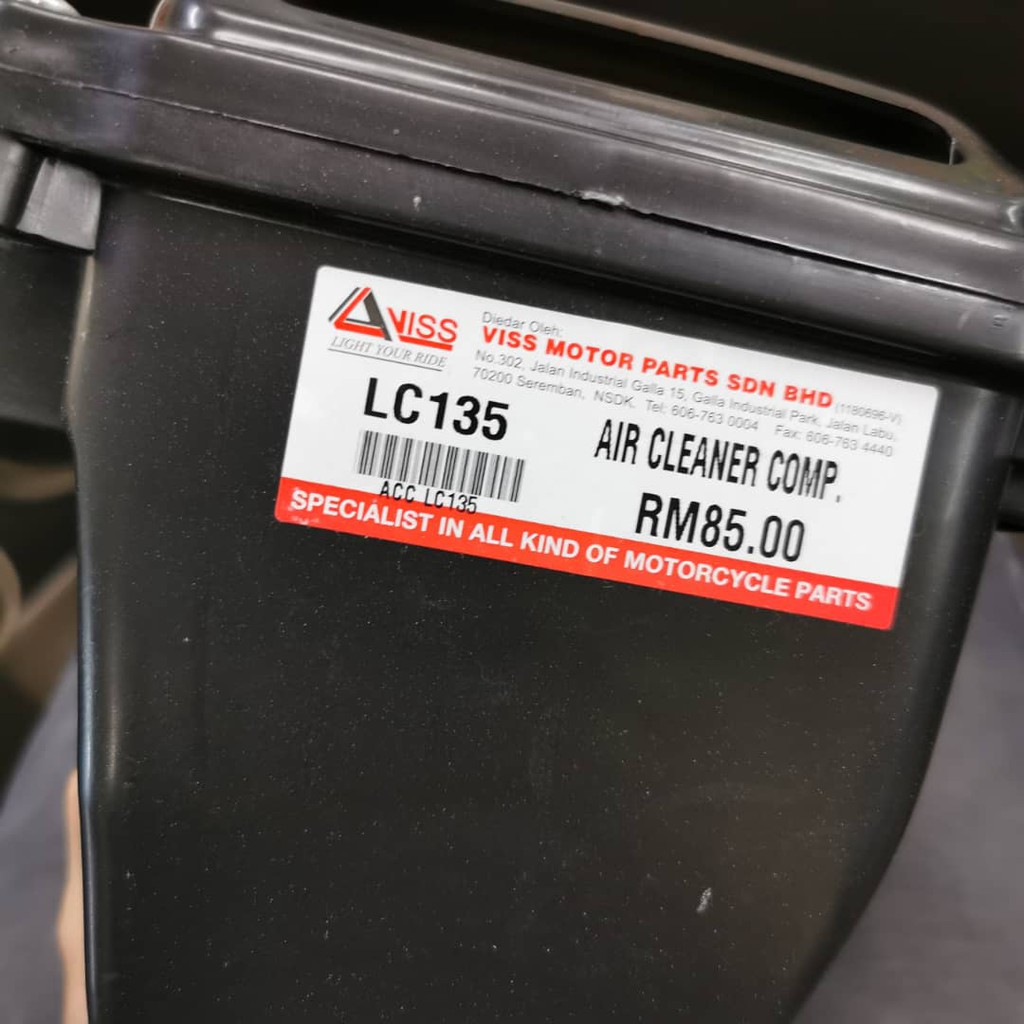 VISS
LIGHT YOUR RIDE
Diedar Oleh:
VISS MOTOR PARTS SDN BHD (1180696-V)
No.302, Jalan Industrial Galla 15, Galla Industrial Park, Jalan Labu,
70200 Seremban, NSDK. Tel: 606-763 0004 Fax: 606-763 4440
LC135
AIR CLEANER COMP.
ACC LC135
RM85.00
SPECIALIST IN ALL KIND OF MOTORCYCLE PARTS